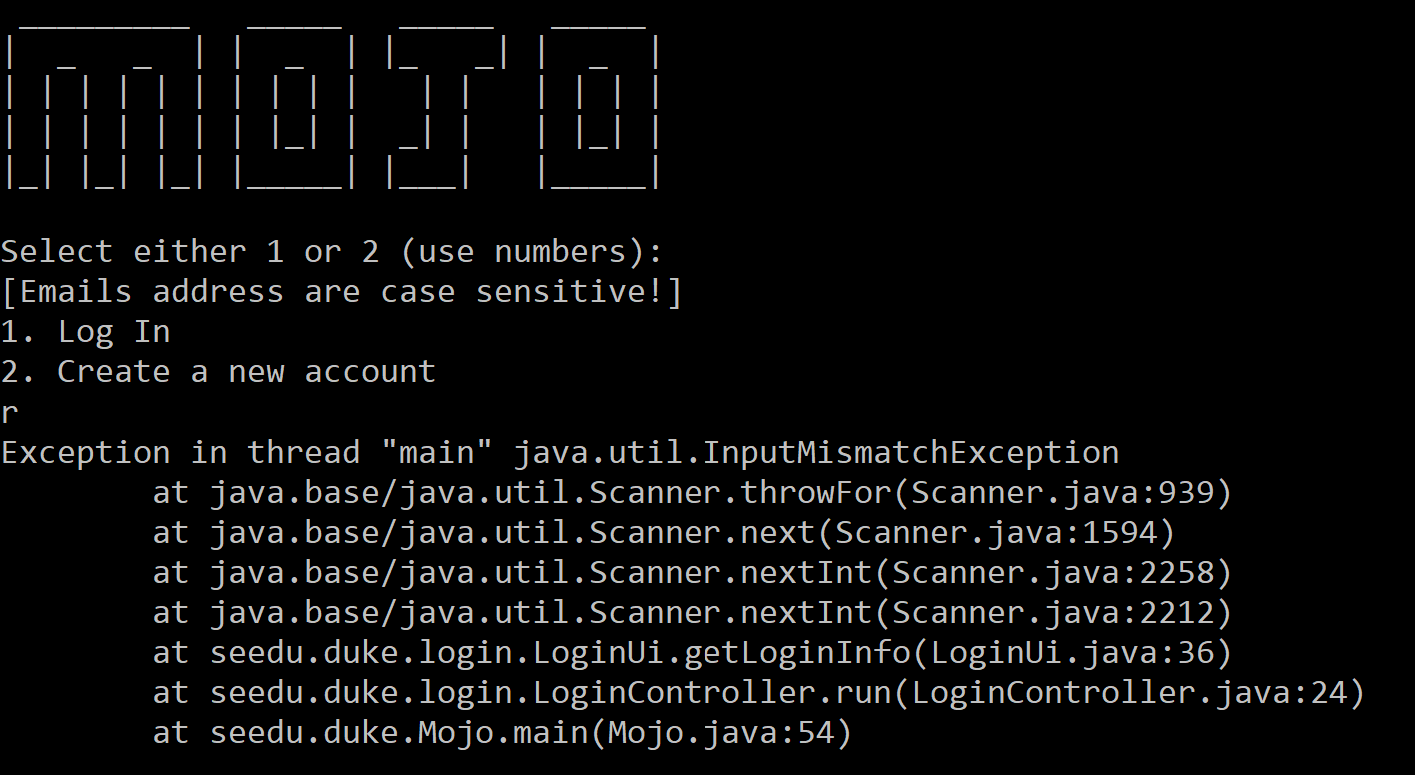 MOJO
Select either 1 or 2 (use numbers):
[Emails address are case sensitive!]
1. Log In
2. Create a new account
r
Exception in thread "main" java.util.InputMismatchException
at java.base/java.util.Scanner.throwFor(Scanner.java:939)
at java.base/java.util.Scanner.next(Scanner.java:1594)
at java.base/java.util.Scanner.nextInt(Scanner.java:2258)
at java.base/java.util.Scanner.nextInt(Scanner.java:2212)
at seedu.duke.login.LoginUi.getLoginInfo(LoginUi.java:36)
at seedu.duke.login.LoginController.run(LoginController.java:24)
at seedu.duke.Mojo.main(Mojo.java:54)